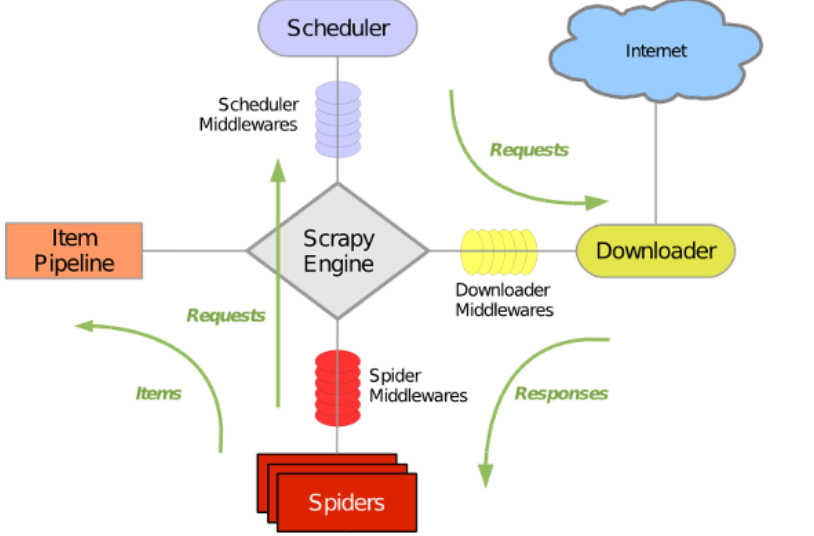 Scheduler
Internet
Scheduler
Middlewares
Requests
Item
Pipeline
Scrapy
Engine
Downloader
Downloader
Middlewares
Requests
Spider
Middlewares
Items
Responses
Spiders